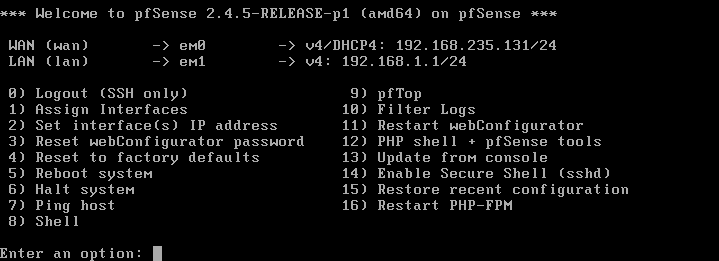 *** Welcome to pfSense 2.4.5-RELEASE-p1 (amd64) on pfSense ***
WAN (wan) -> em0 -> v4/DHCP4: 192.168.235.131/24
LAN (lan) -> em1 -> v4: 192.168.1.1/24
0) Logout (SSH only) 9) pfTop
1) Assign Interfaces 10) Filter Logs
2) Set interface(s) IP address 11) Restart webConfigurator
3) Reset webConfigurator password 12) PHP shell + pfSense tools
4) Reset to factory defaults 13) Update from console
5) Reboot system 14) Enable Secure Shell (sshd)
6) Halt system 15) Restore recent configuration
7) Ping host 16) Restart PHP-FPM
8) Shell
Enter an option: